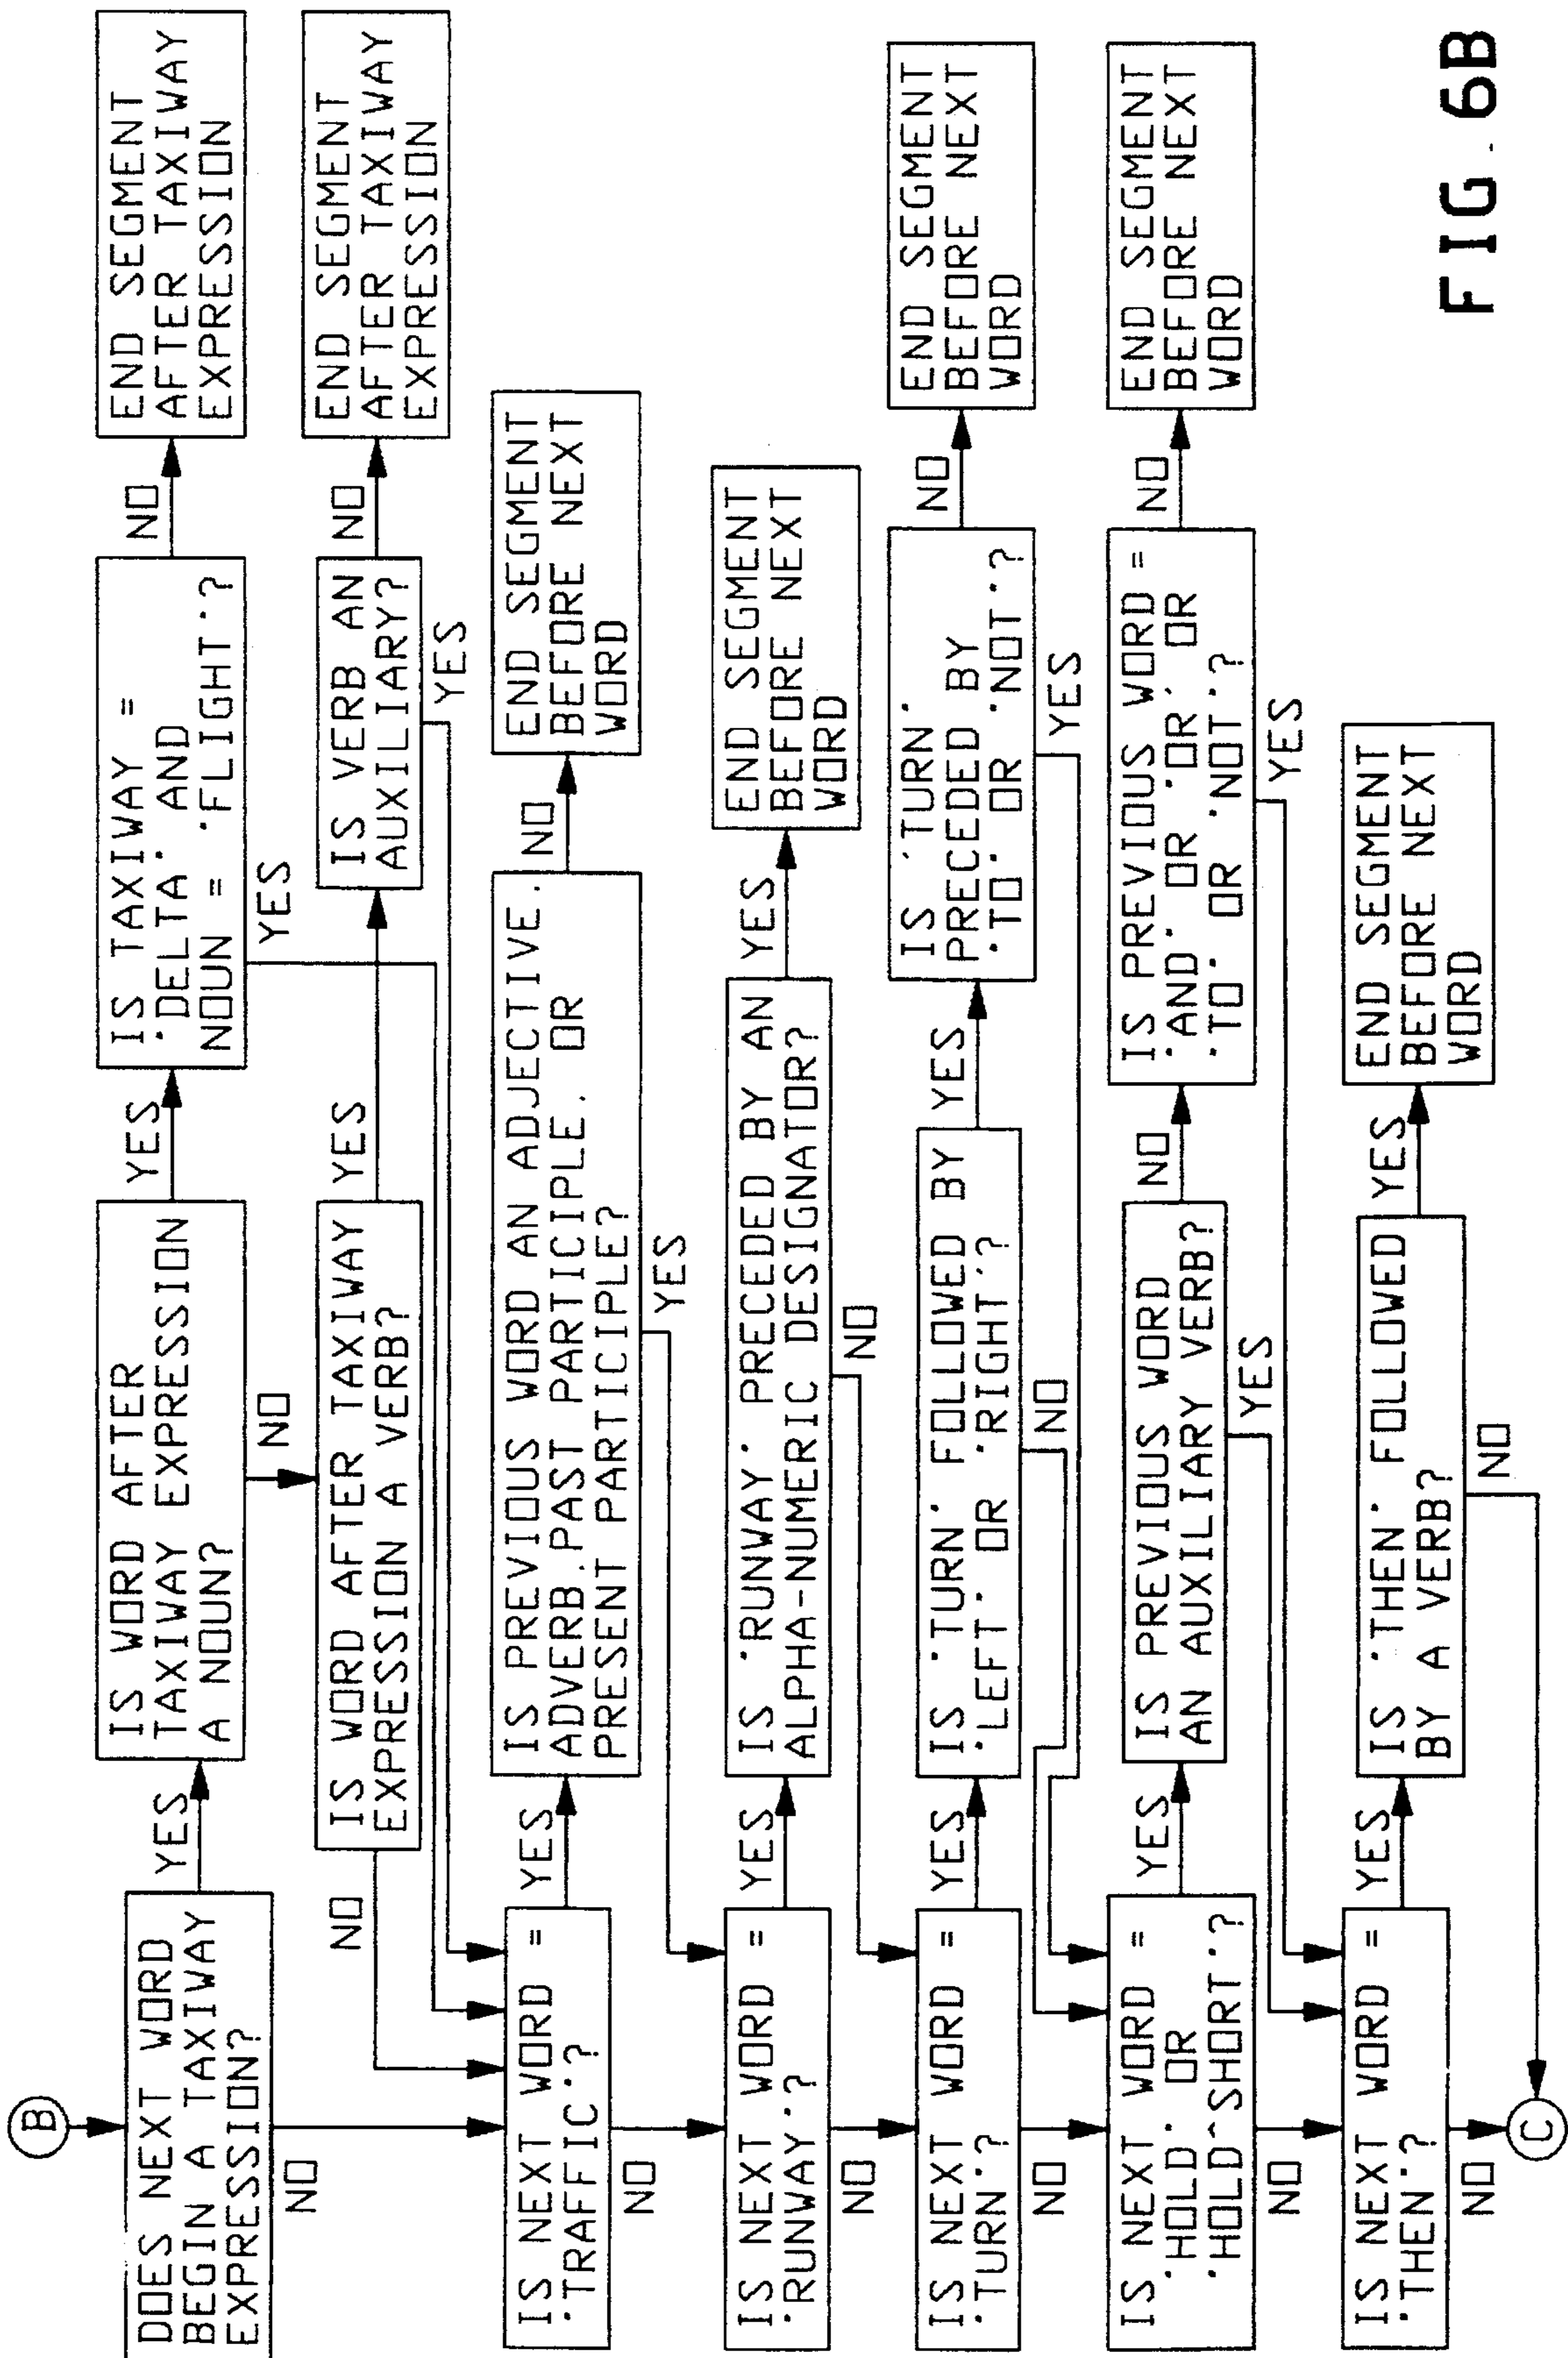 B
DOES NEXT WORD
BEGIN A TAXIWAY
EXPRESSION?
YES
NO
IS WORD AFTER
TAXIWAY EXPRESSION
A NOUN?
YES
NO
IS TAXIWAY =
'DELTA' AND
NOUN = 'FLIGHT'?
NO
YES
END SEGMENT
AFTER TAXIWAY
EXPRESSION
IS WORD AFTER TAXIWAY
EXPRESSION A VERB?
YES
NO
IS VERB AN
AUXILIARY?
NO
YES
END SEGMENT
AFTER TAXIWAY
EXPRESSION
IS NEXT WORD =
'TRAFFIC'?
YES
NO
IS PREVIOUS WORD AN ADJECTIVE,
ADVERB,PAST PARTICIPLE, OR
PRESENT PARTICIPLE?
NO
YES
END SEGMENT
BEFORE NEXT
WORD
IS NEXT WORD =
'RUNWAY'?
YES
NO
IS 'RUNWAY' PRECEDED BY AN
ALPHA-NUMERIC DESIGNATOR?
YES
NO
END SEGMENT
BEFORE NEXT
WORD
IS NEXT WORD =
'TURN'?
YES
NO
IS 'TURN' FOLLOWED BY
'LEFT' OR 'RIGHT'?
YES
NO
IS 'TURN'
PRECEDED BY
'TO' OR 'NOT'?
NO
YES
END SEGMENT
BEFORE NEXT
WORD
IS NEXT WORD =
'HOLD' OR
'HOLD^SHORT'?
YES
NO
IS PREVIOUS WORD
AN AUXILIARY VERB?
NO
YES
IS PREVIOUS WORD =
'AND' OR 'OR' OR
'TO' OR 'NOT'?
NO
YES
END SEGMENT
BEFORE NEXT
WORD
IS NEXT WORD =
'THEN'?
YES
NO
IS 'THEN' FOLLOWED
BY A VERB?
YES
NO
END SEGMENT
BEFORE NEXT
WORD
C
FIG.6B